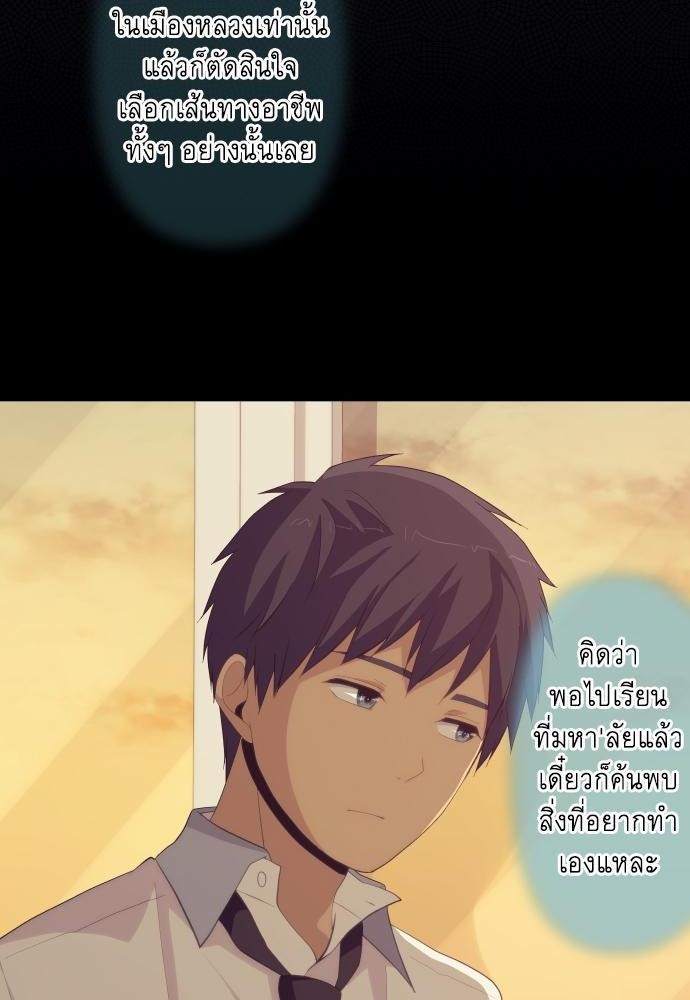 ในเมืองหลวงเท่านั้น
แล้วก็ตัดสินใจ
เลือกเส้นทางอาชีพ
ทั้งๆ อย่างนั้นเลย
คิดว่า
พอไปเรียน
ที่มหา'ลัยแล้ว
เดี๋ยวก็ค้นพบ
สิ่งที่อยากทำ
เองแหละ